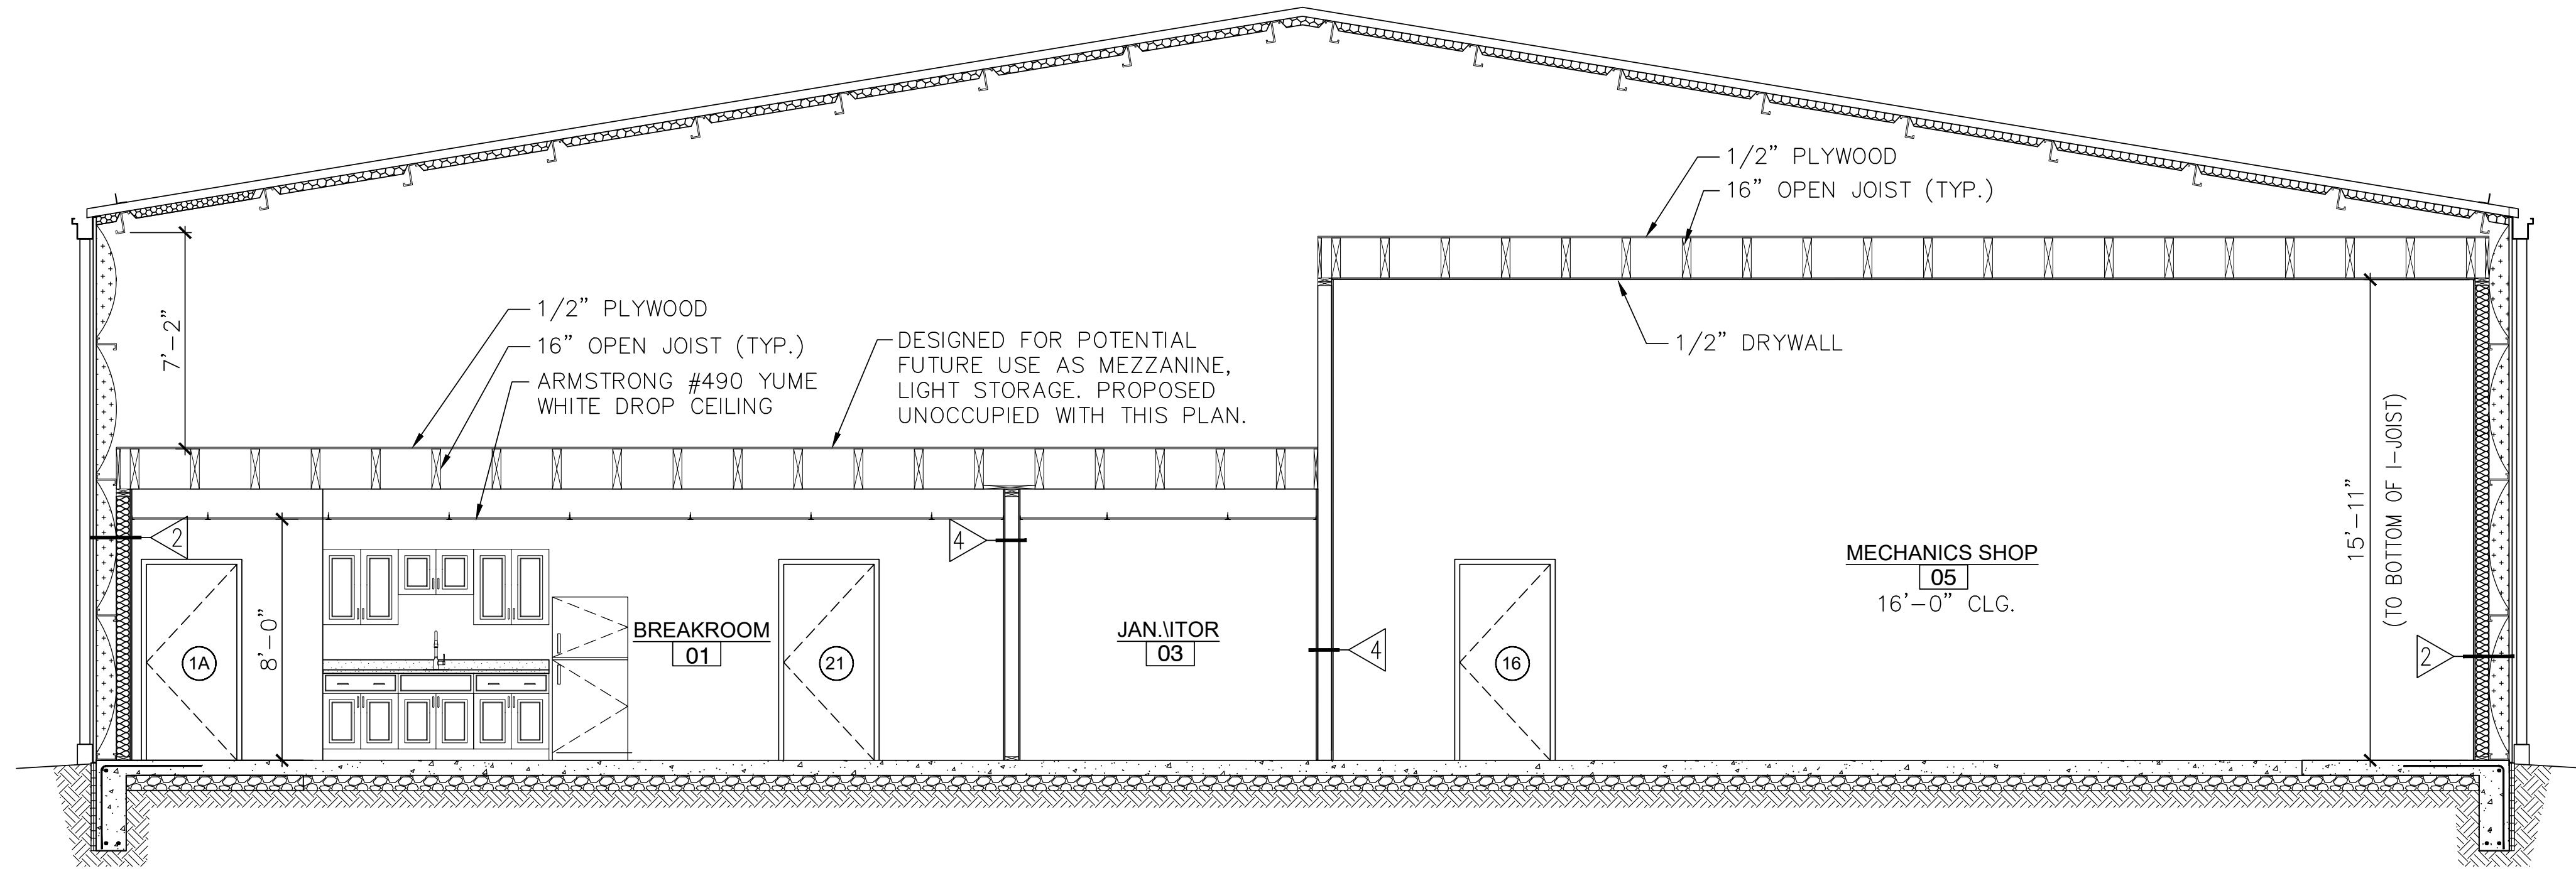 1/2” PLYWOOD
16” OPEN JOIST (TYP.)
1/2” DRYWALL
7’-2”
1/2” PLYWOOD
16” OPEN JOIST (TYP.)
ARMSTRONG #490 YUME
WHITE DROP CEILING
DESIGNED FOR POTENTIAL
FUTURE USE AS MEZZANINE,
LIGHT STORAGE. PROPOSED
UNOCCUPIED WITH THIS PLAN.
2
4
8’-0”
1A
BREAKROOM
01
21
JAN.\ITOR
03
4
16
MECHANICS SHOP
05
16’-0” CLG.
15’-11”
(TO BOTTOM OF I-JOIST)
2